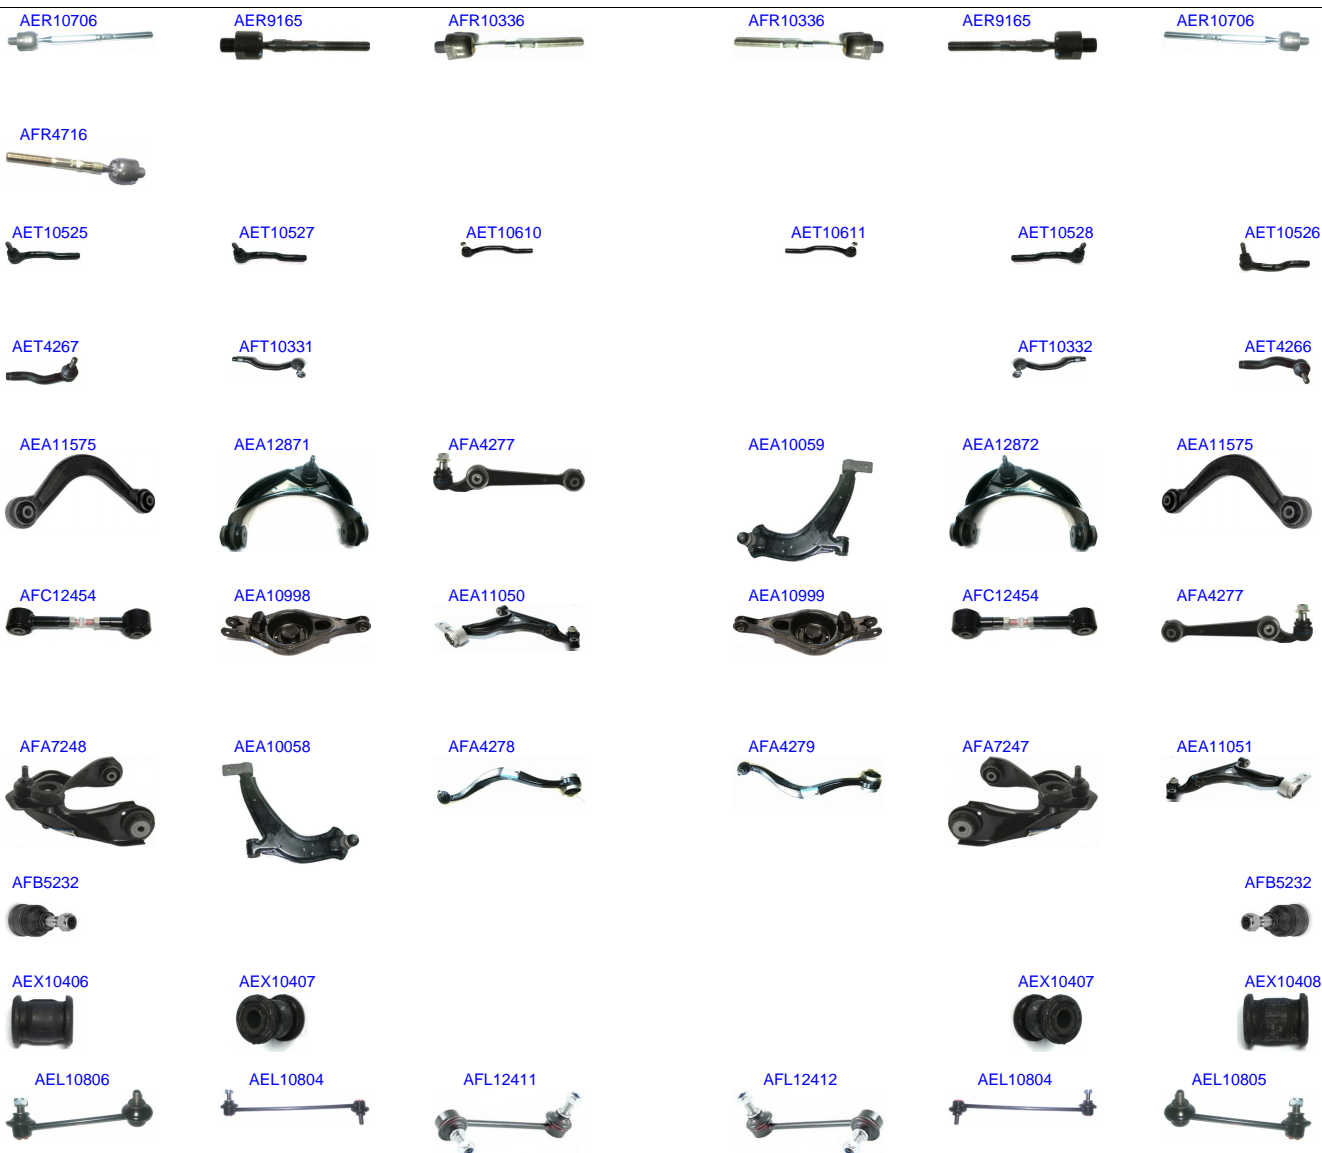 AER10706 AER9165 AFR10336 AFR10336 AER9165 AER10706
AFR4716
AET10525 AET10527 AET10610 AET10611 AET10528 AET10526
AET4267 AFT10331 AFT10332 AET4266
AEA11575 AEA12871 AFA4277 AEA10059 AEA12872 AEA11575
AFC12454 AEA10998 AEA11050 AEA10999 AFC12454 AFA4277
AFA7248 AEA10058 AFA4278 AFA4279 AFA7247 AEA11051
AFB5232 AFB5232
AEX10406 AEX10407 AEX10407 AEX10408
AEL10806 AEL10804 AFL12411 AFL12412 AEL10804 AEL10805